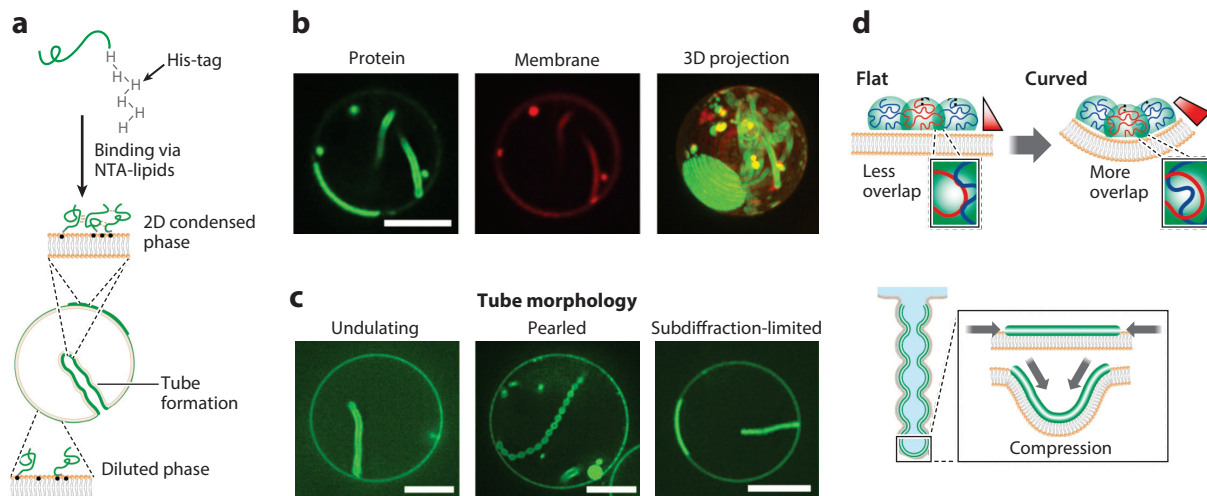 a
H
H
H
H
H
H
His-tag
Binding via
NTA-lipids
2D condensed
phase
Tube
formation
Diluted phase
b
Protein
Membrane
3D projection
c
Tube morphology
Undulating
Pearled
Subdiffraction-limited
d
Flat
Curved
Less
overlap
More
overlap
Compression